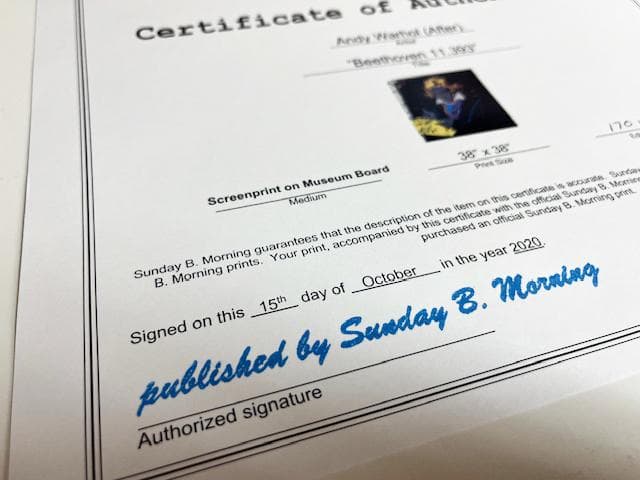 Certificate of
Andy Warhol (After)
Artist
"Beethoven 11.393"
Title
38" x 38"
Print Size
170
Screenprint on Museum Board
Medium
Sunday B. Morning guarantees that the description of the item on this certificate is accurate. Sunday
B. Morning prints. Your print, accompanied by this certificate with the official Sunday B. Morning
purchased an official Sunday B. Morning print.
Signed on this 15th day of October in the year 2020.
published by Sunday B. Morning
Authorized signature